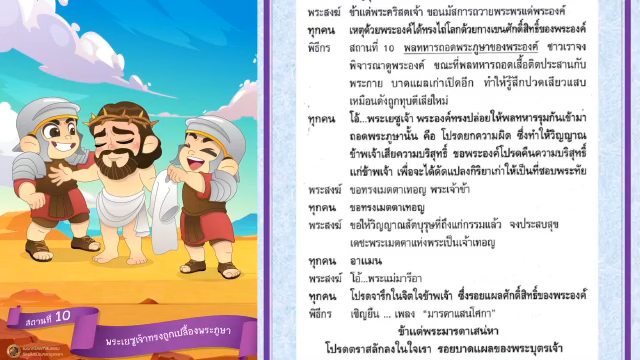 สถานที่ 10
พระเยซูเจ้าทรงถูกเปลื้องพระภูษา
พระสงฆ์ ข้าแต่พระคริสตเจ้า ขอนมัสการถวายพระพรแด่พระองค์
ทุกคน เหตุด้วยพระองค์ได้ทรงไถ่โลกด้วยกางเขนศักดิ์สิทธิ์ของพระองค์
พิธีกร สถานที่ 10 พลทหารถอดพระภูษาของพระองค์ ชาวเราจง
พิจารณาดูพระองค์ ขณะที่พลทหารถอดเสื้อติดประสานกับ
พระกาย บาดแผลเก่าเปิดอีก ทำให้รู้สึกปวดเสียวแสบ
เหมือนดังถูกทุบตีเสียใหม่
ทุกคน โอ้...พระเยซูเจ้า พระองค์ทรงปล่อยให้พลทหารรุมกันเข้ามา
ถอดพระภูษานั้น คือ โปรดยกความผิด ซึ่งทำให้วิญญาณ
ข้าพเจ้าเสียความบริสุทธิ์ ขอพระองค์โปรดคืนความบริสุทธิ์
แก่ข้าพเจ้า เพื่อจะได้ดัดแปลงกิริยาเก่าให้เป็นที่ชอบพระทัย
พระสงฆ์ ขอทรงเมตตาเทอญ พระเจ้าข้า
ทุกคน ขอทรงเมตตาเทอญ
พระสงฆ์ ขอให้วิญญาณสัตบุรุษที่ถึงแก่กรรมแล้ว จงประสบสุข
เดชะพระเมตตาแห่งพระเป็นเจ้าเทอญ
ทุกคน อาแมน
พระสงฆ์ โอ้...พระแม่มารีอา
ทุกคน โปรดจารึกในจิตใจข้าพเจ้า ซึ่งรอยแผลศักดิ์สิทธิ์ของพระองค์
พิธีกร เชิญยืน ... เพลง "มารดาแสนโศกา"
ข้าแต่พระมารดาเสน่หา
โปรดตราสลักลงในใจเรา รอยบาดแผลของพระบุตรเจ้า